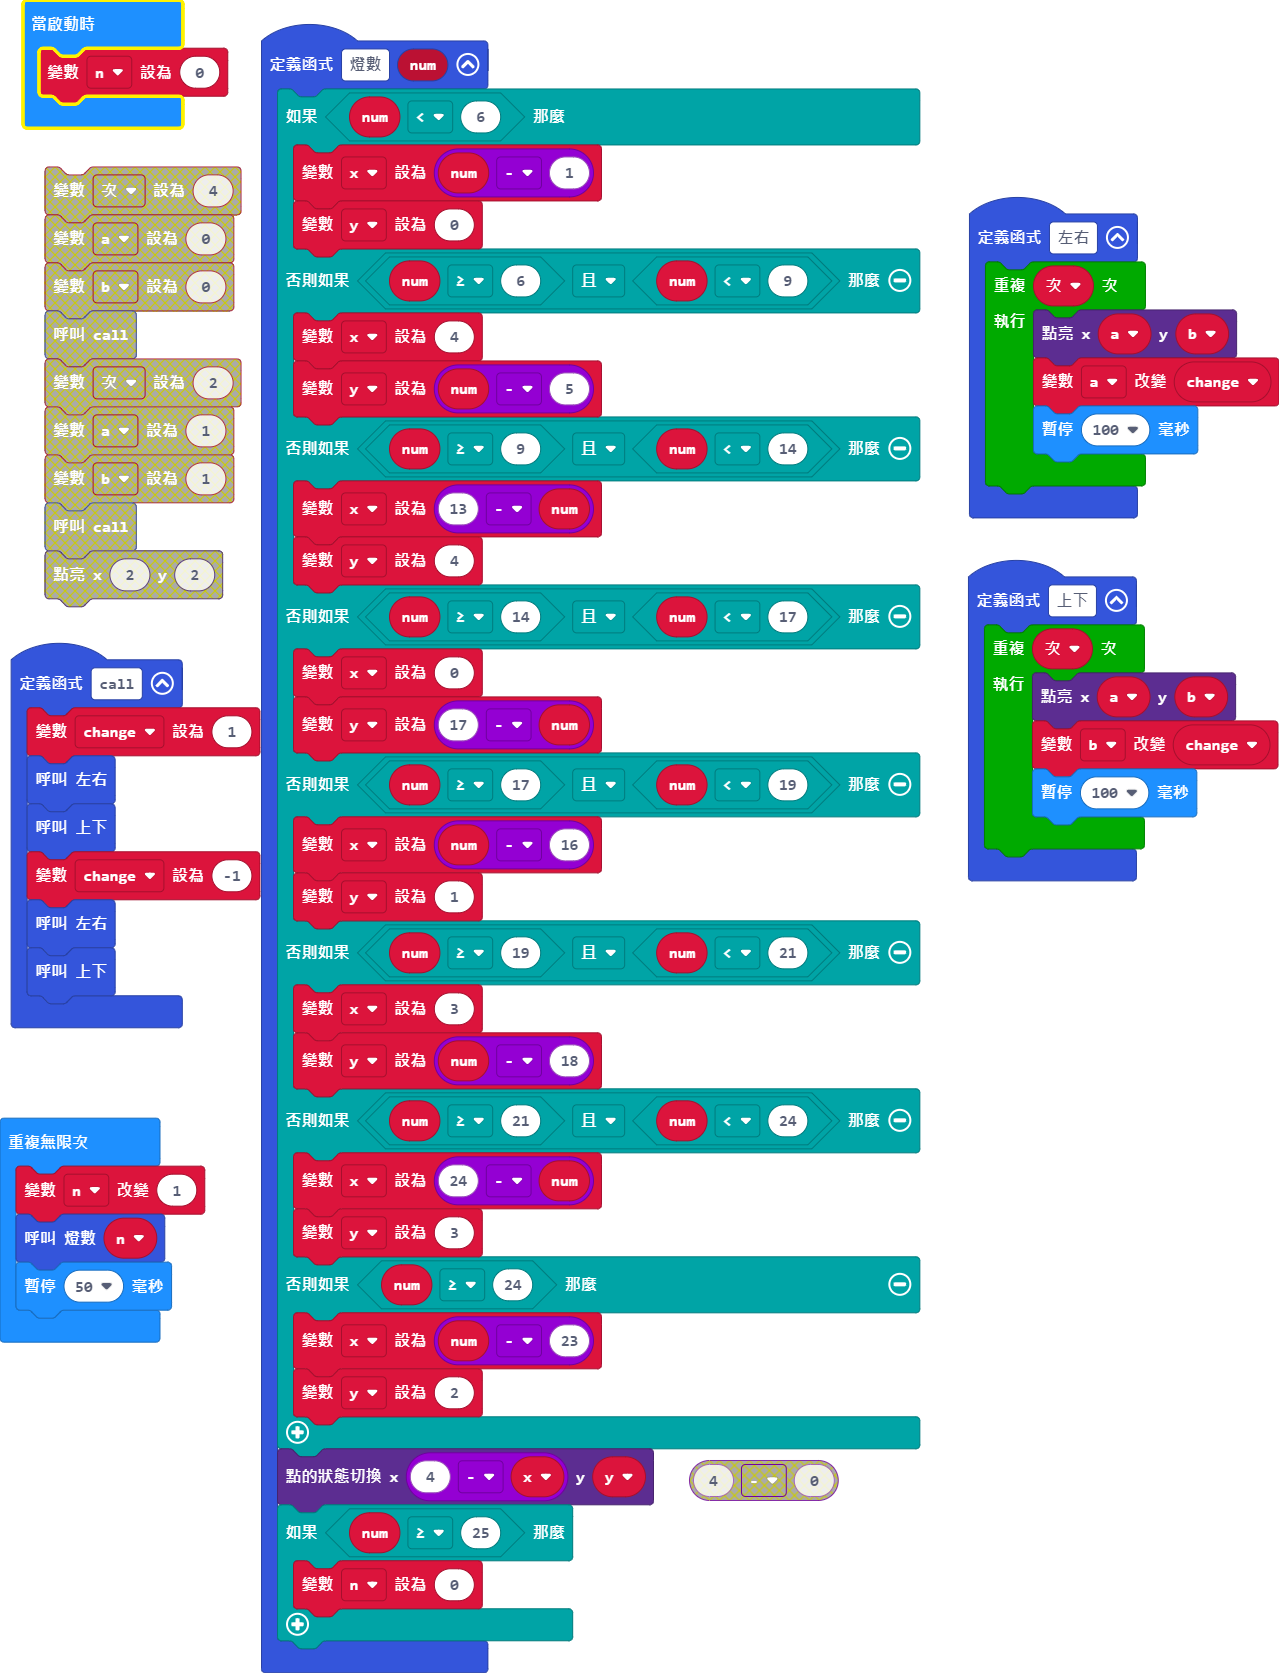 當啟動時
變數 n 設為 0
變數 次 設為 4
變數 a 設為 0
變數 b 設為 0
呼叫 call
變數 次 設為 2
變數 a 設為 1
變數 b 設為 1
呼叫 call
點亮 x 2 y 2
定義函式 call
變數 change 設為 1
呼叫 左右
呼叫 上下
變數 change 設為 -1
呼叫 左右
呼叫 上下
重複無限次
變數 n 改變 1
呼叫 燈數 n
暫停 50 毫秒
定義函式 燈數 num
如果 num < 6 那麼
變數 x 設為 num - 1
變數 y 設為 0
否則如果 num ≥ 6 且 num < 9 那麼
變數 x 設為 4
變數 y 設為 num - 5
否則如果 num ≥ 9 且 num < 14 那麼
變數 x 設為 13 - num
變數 y 設為 4
否則如果 num ≥ 14 且 num < 17 那麼
變數 x 設為 0
變數 y 設為 17 - num
否則如果 num ≥ 17 且 num < 19 那麼
變數 x 設為 num - 16
變數 y 設為 1
否則如果 num ≥ 19 且 num < 21 那麼
變數 x 設為 3
變數 y 設為 num - 18
否則如果 num ≥ 21 且 num < 24 那麼
變數 x 設為 24 - num
變數 y 設為 3
否則如果 num ≥ 24 那麼
變數 x 設為 num - 23
變數 y 設為 2
點的狀態切換 x 4 - x y y
4 - 0
如果 num ≥ 25 那麼
變數 n 設為 0
定義函式 左右
重複 次 次
執行
點亮 x a y b
變數 a 改變 change
暫停 100 毫秒
定義函式 上下
重複 次 次
執行
點亮 x a y b
變數 b 改變 change
暫停 100 毫秒